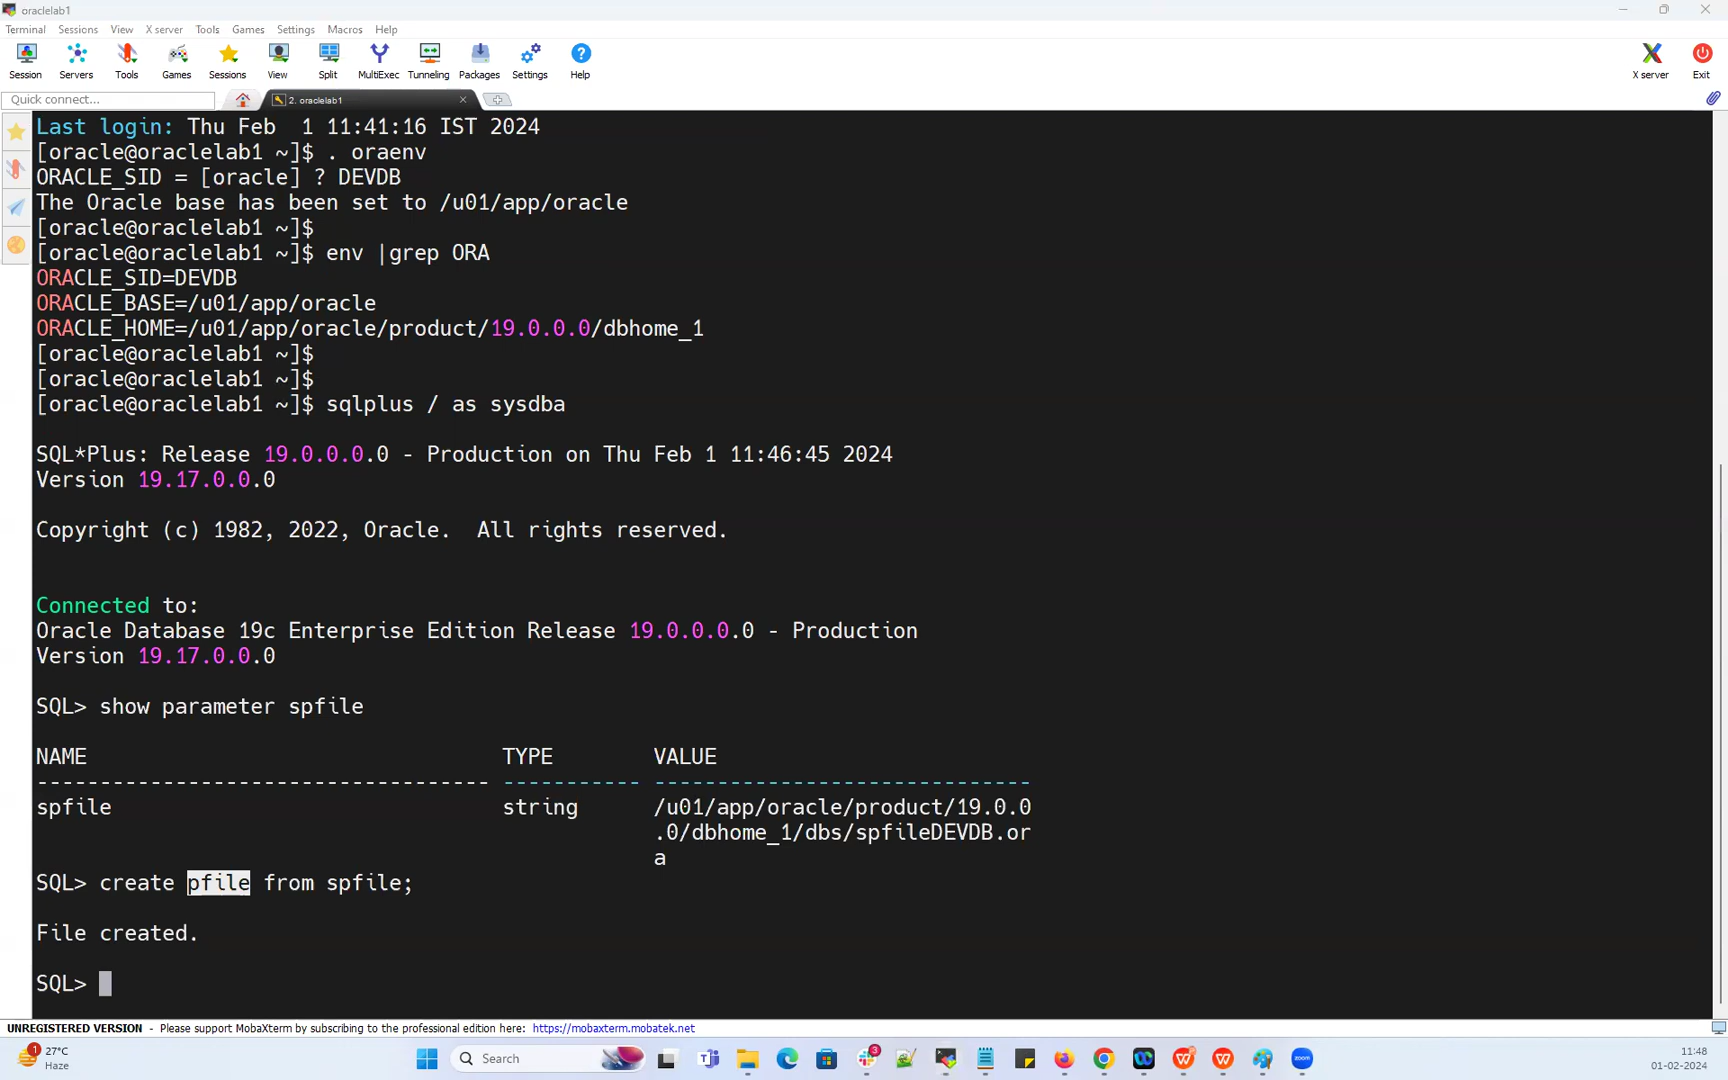 oraclelab1
Terminal Sessions View X server Tools Games Settings Macros Help
Session Servers Tools Games Sessions View Split MultiExec Tunneling Packages Settings Help X server Exit
Quick connect... 2. oraclelab1
Last login: Thu Feb  1 11:41:16 IST 2024
[oracle@oraclelab1 ~]$ . oraenv
ORACLE_SID = [oracle] ? DEVDB
The Oracle base has been set to /u01/app/oracle
[oracle@oraclelab1 ~]$
[oracle@oraclelab1 ~]$ env |grep ORA
ORACLE_SID=DEVDB
ORACLE_BASE=/u01/app/oracle
ORACLE_HOME=/u01/app/oracle/product/19.0.0.0/dbhome_1
[oracle@oraclelab1 ~]$
[oracle@oraclelab1 ~]$
[oracle@oraclelab1 ~]$ sqlplus / as sysdba
SQL*Plus: Release 19.0.0.0.0 - Production on Thu Feb 1 11:46:45 2024
Version 19.17.0.0.0
Copyright (c) 1982, 2022, Oracle.  All rights reserved.
Connected to:
Oracle Database 19c Enterprise Edition Release 19.0.0.0.0 - Production
Version 19.17.0.0.0
SQL> show parameter spfile
NAME TYPE VALUE
------------------------------------ ----------- ------------------------------
spfile string /u01/app/oracle/product/19.0.0
.0/dbhome_1/dbs/spfileDEVDB.or
a
SQL> create pfile from spfile;
File created.
SQL>
UNREGISTERED VERSION - Please support MobaXterm by subscribing to the professional edition here: https://mobaxterm.mobatek.net
1 27°C
Haze
Search
3
zoom
11:48
01-02-2024